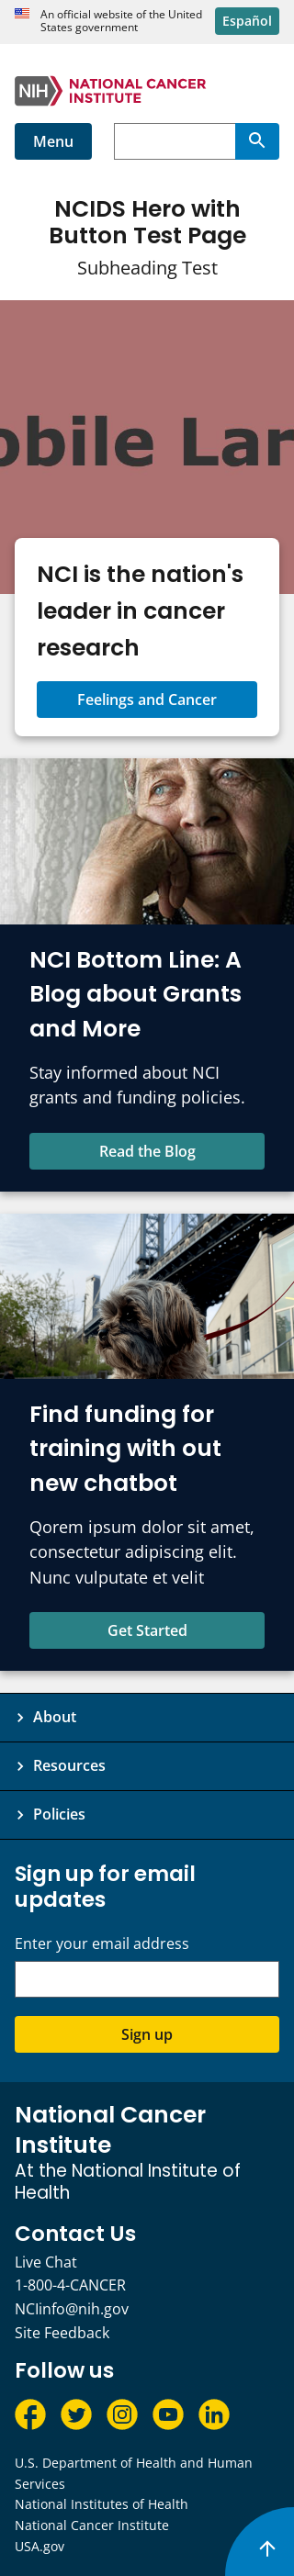 An official website of the United
States government
Español
NIH NATIONAL CANCER
INSTITUTE
Menu
NCIDS Hero with
Button Test Page
Subheading Test
obile Lar
NCI is the nation's
leader in cancer
research
Feelings and Cancer
NCI Bottom Line: A
Blog about Grants
and More
Stay informed about NCI
grants and funding policies.
Read the Blog
Find funding for
training with out
new chatbot
Qorem ipsum dolor sit amet,
consectetur adipiscing elit.
Nunc vulputate et velit
Get Started
About
Resources
Policies
Sign up for email
updates
Enter your email address
Sign up
National Cancer
Institute
At the National Institute of
Health
Contact Us
Live Chat
1-800-4-CANCER
NCIinfo@nih.gov
Site Feedback
Follow us
U.S. Department of Health and Human
Services
National Institutes of Health
National Cancer Institute
USA.gov